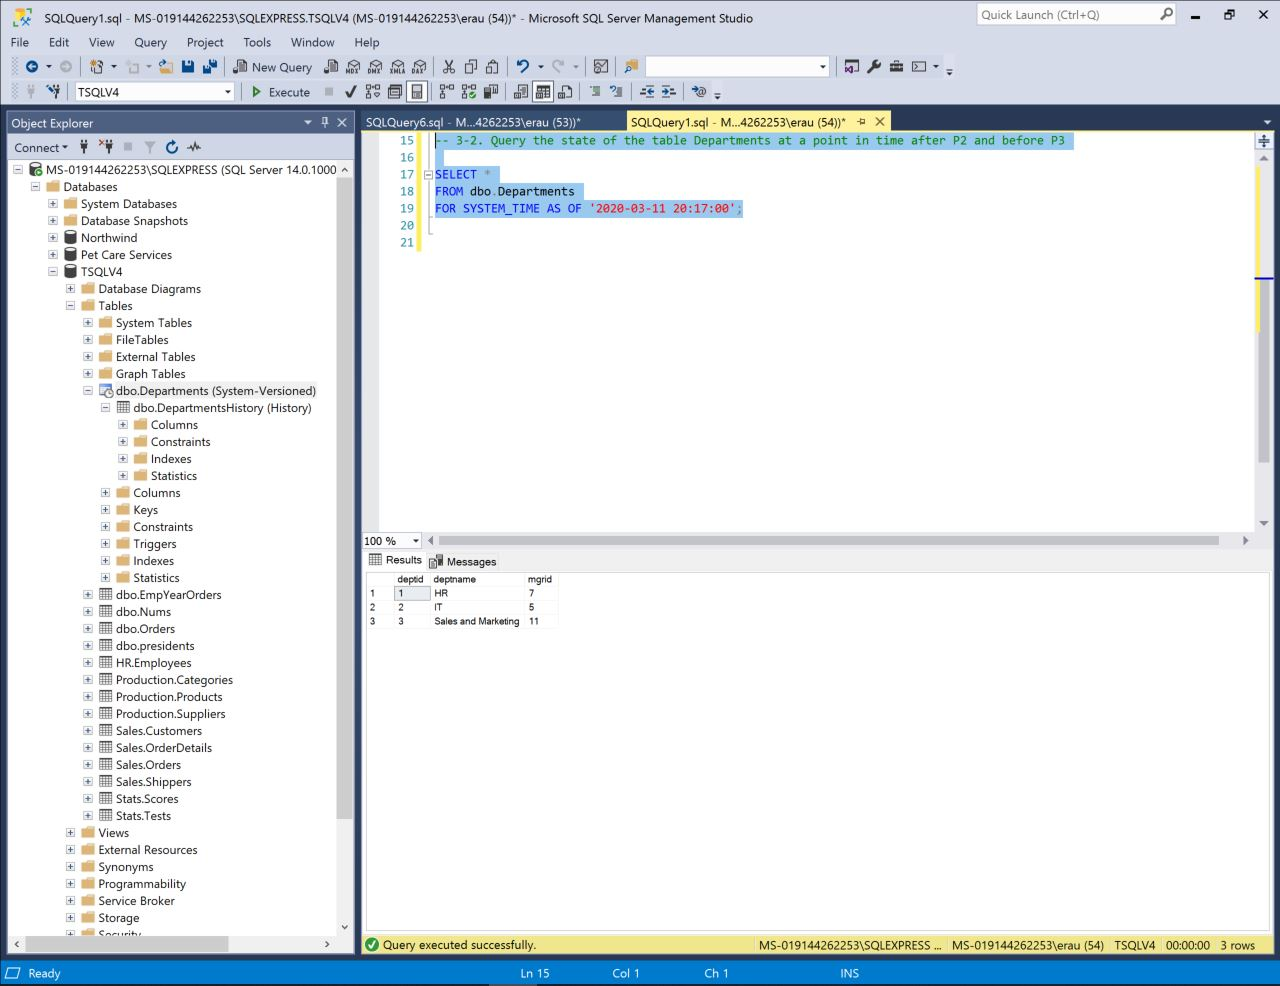 SQLQuery1.sql - MS-019144262253\SQLEXPRESS.TSQLV4 (MS-019144262253\erau (54))* - Microsoft SQL Server Management Studio
Quick Launch (Ctrl+Q)
File Edit View Query Project Tools Window Help
New Query
MDX DMX XMLA DAX
TSQLV4
Execute
Object Explorer
Connect
MS-019144262253\SQLEXPRESS (SQL Server 14.0.1000
Databases
System Databases
Database Snapshots
Northwind
Pet Care Services
TSQLV4
Database Diagrams
Tables
System Tables
FileTables
External Tables
Graph Tables
dbo.Departments (System-Versioned)
dbo.DepartmentsHistory (History)
Columns
Constraints
Indexes
Statistics
Columns
Keys
Constraints
Triggers
Indexes
Statistics
dbo.EmpYearOrders
dbo.Nums
dbo.Orders
dbo.presidents
HR.Employees
Production.Categories
Production.Products
Production.Suppliers
Sales.Customers
Sales.OrderDetails
Sales.Orders
Sales.Shippers
Stats.Scores
Stats.Tests
Views
External Resources
Synonyms
Programmability
Service Broker
Storage
Security
SQLQuery6.sql - M...4262253\erau (53))*
SQLQuery1.sql - M...4262253\erau (54))*
15 -- 3-2. Query the state of the table Departments at a point in time after P2 and before P3
16
17 SELECT *
18 FROM dbo.Departments
19 FOR SYSTEM_TIME AS OF '2020-03-11 20:17:00';
20
21
100 %
Results Messages
deptid deptname mgrid
1 1 HR 7
2 2 IT 5
3 3 Sales and Marketing 11
Query executed successfully.
MS-019144262253\SQLEXPRESS ... MS-019144262253\erau (54) TSQLV4 00:00:00 3 rows
Ready Ln 15 Col 1 Ch 1 INS